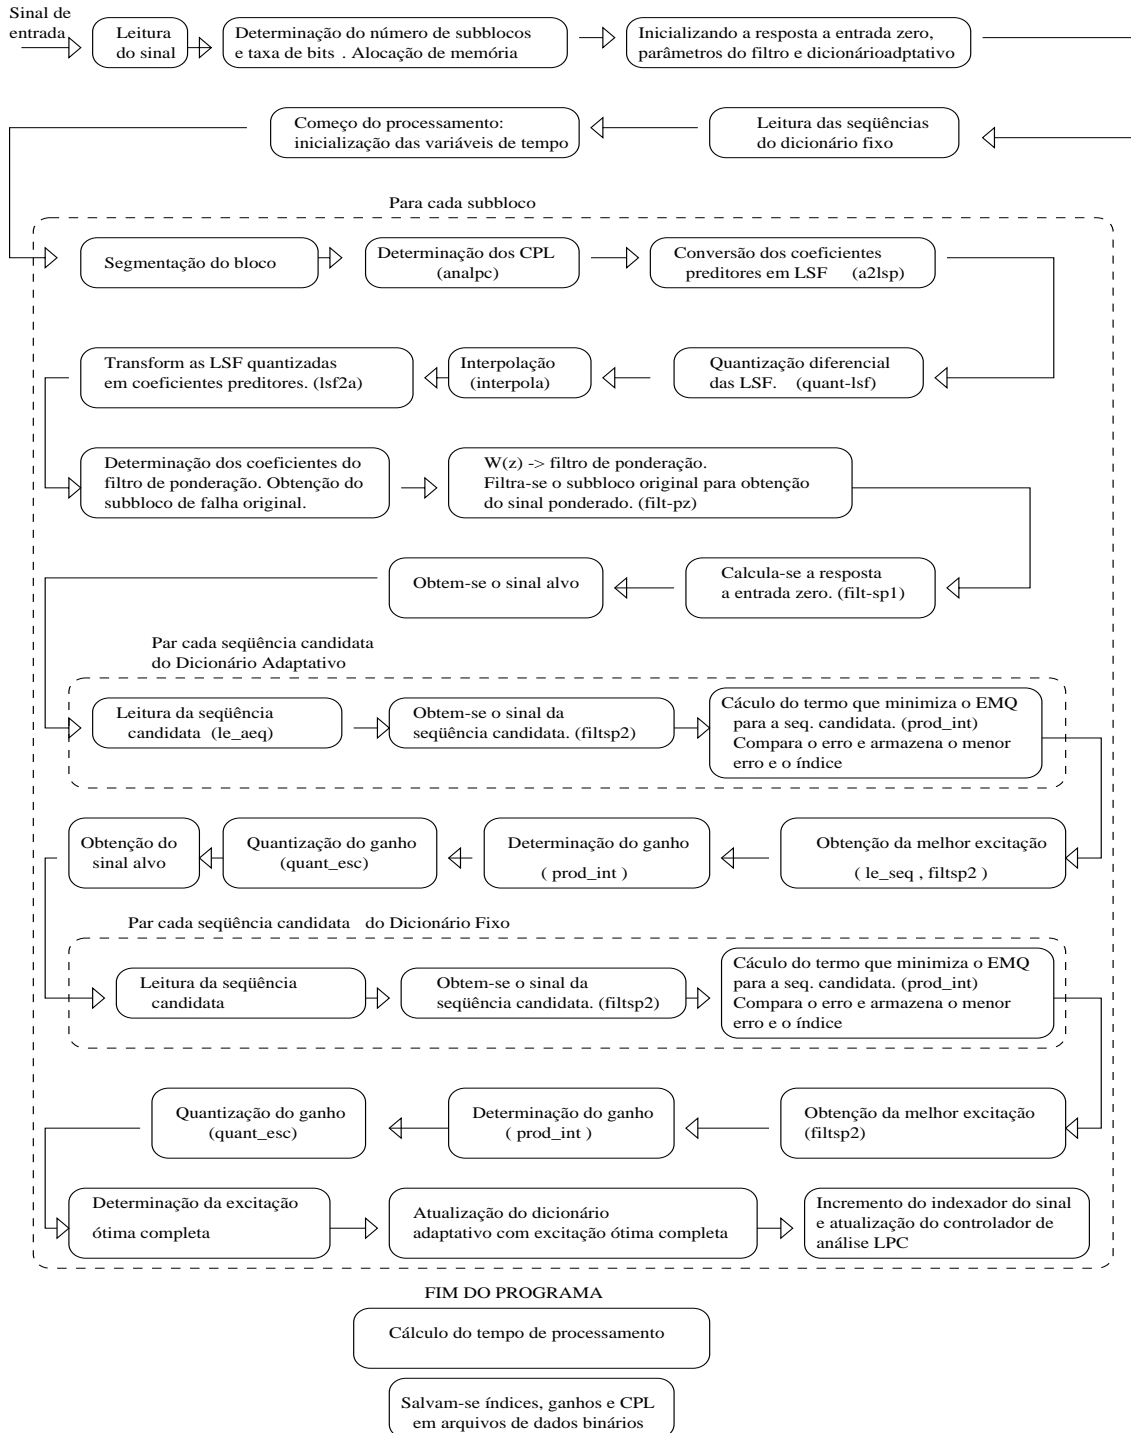 Sinal de
entrada
Leitura
do sinal
Determinação do número de subblocos
e taxa de bits . Alocação de memória
Inicializando a resposta a entrada zero,
parâmetros do filtro e dicionárioadptativo
Começo do processamento:
inicialização das variáveis de tempo
Leitura das seqüências
do dicionário fixo
Para cada subbloco
Segmentação do bloco
Determinação dos CPL
(analpc)
Conversão dos coeficientes
preditores em LSF (a2lsp)
Transform as LSF quantizadas
em coeficientes preditores. (lsf2a)
Interpolação
(interpola)
Quantização diferencial
das LSF. (quant-lsf)
Determinação dos coeficientes do
filtro de ponderação. Obtenção do
subbloco de falha original.
W(z) -> filtro de ponderação.
Filtra-se o subbloco original para obtenção
do sinal ponderado. (filt-pz)
Obtem-se o sinal alvo
Calcula-se a resposta
a entrada zero. (filt-sp1)
Par cada seqüência candidata
do Dicionário Adaptativo
Leitura da seqüência
candidata (le_aeq)
Obtem-se o sinal da
seqüência candidata. (filtsp2)
Cáculo do termo que minimiza o EMQ
para a seq. candidata. (prod_int)
Compara o erro e armazena o menor
erro e o índice
Obtenção do
sinal alvo
Quantização do ganho
(quant_esc)
Determinação do ganho
( prod_int )
Obtenção da melhor excitação
( le_seq , filtsp2 )
Par cada seqüência candidata do Dicionário Fixo
Leitura da seqüência
candidata
Obtem-se o sinal da
seqüência candidata. (filtsp2)
Cáculo do termo que minimiza o EMQ
para a seq. candidata. (prod_int)
Compara o erro e armazena o menor
erro e o índice
Quantização do ganho
(quant_esc)
Determinação do ganho
( prod_int )
Obtenção da melhor excitação
(filtsp2)
Determinação da excitação
ótima completa
Atualização do dicionário
adaptativo com excitação ótima completa
Incremento do indexador do sinal
e atualização do controlador de
análise LPC
FIM DO PROGRAMA
Cálculo do tempo de processamento
Salvam-se índices, ganhos e CPL
em arquivos de dados binários